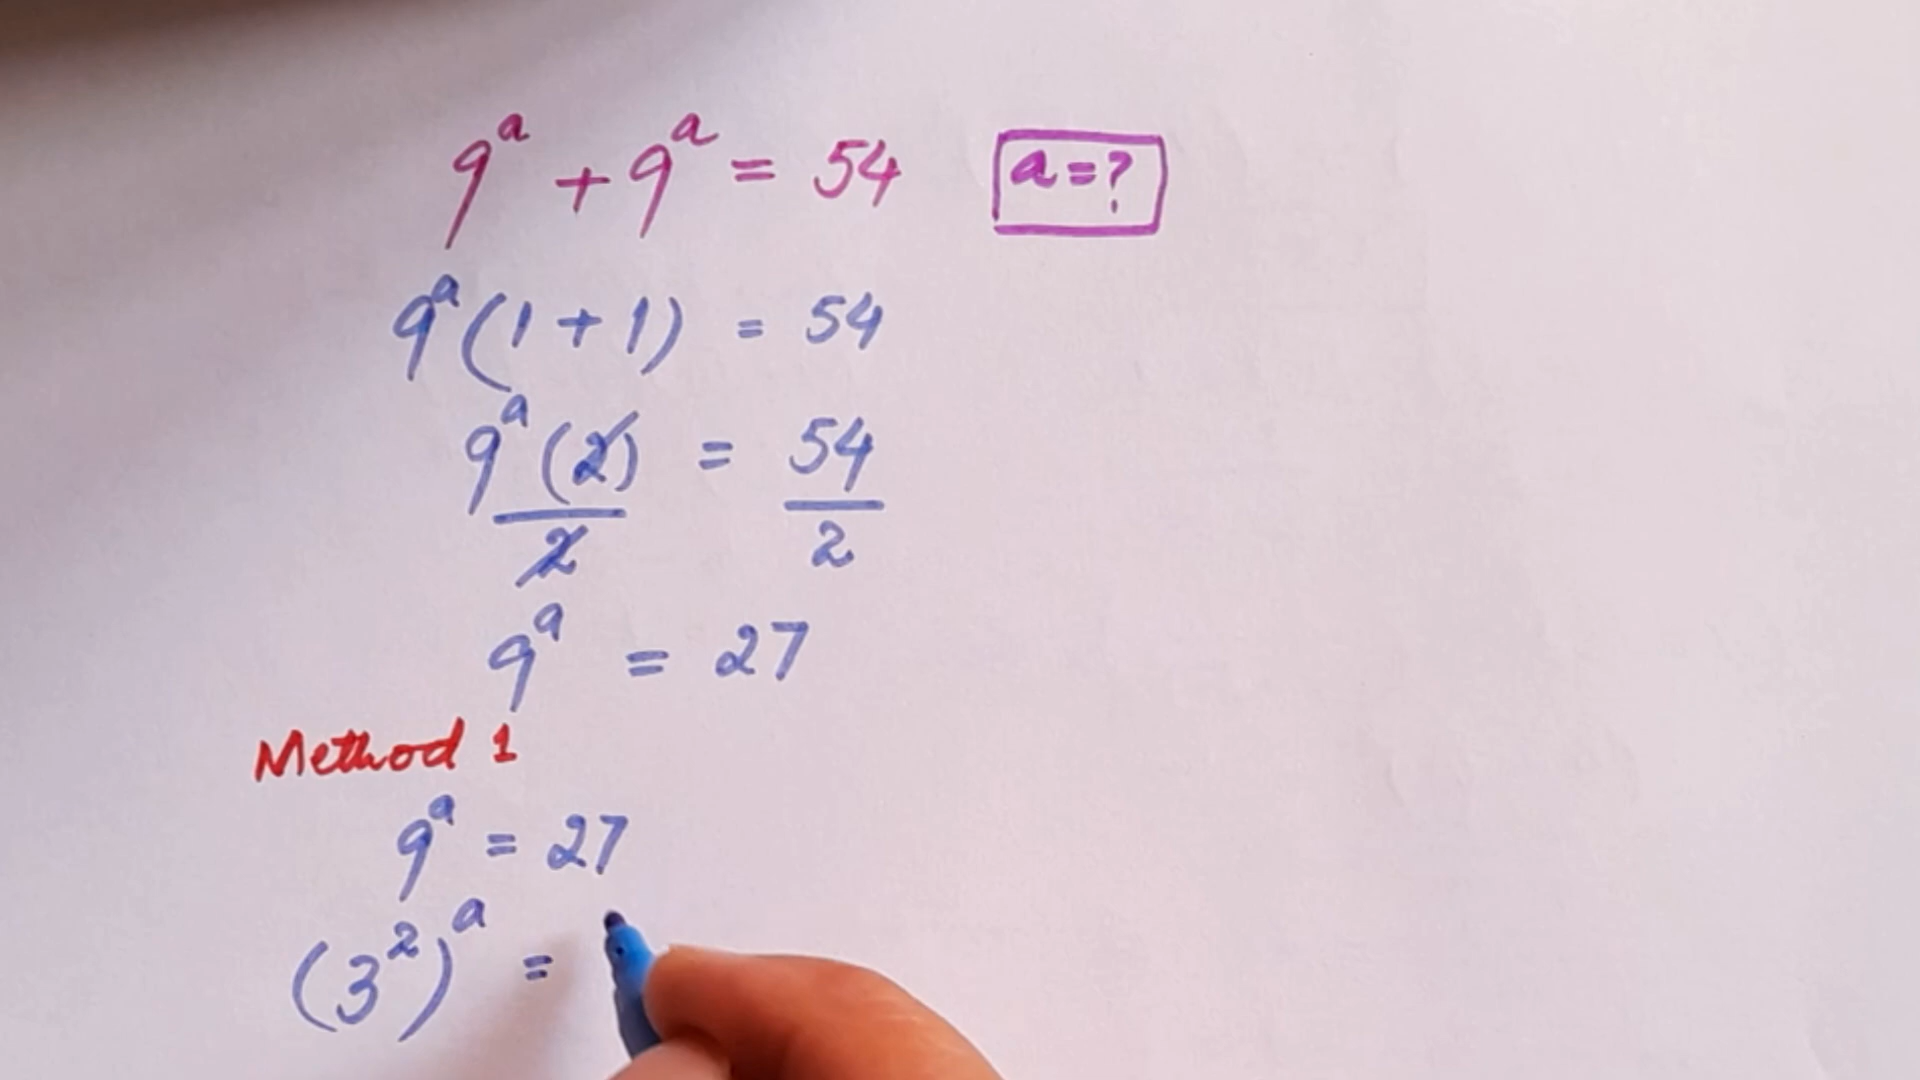 9^a + 9^a = 54 a = ?
9^a (1 + 1) = 54
9^a (2) = 54
2 2
9^a = 27
Method 1
9^a = 27
(3^2)^a =